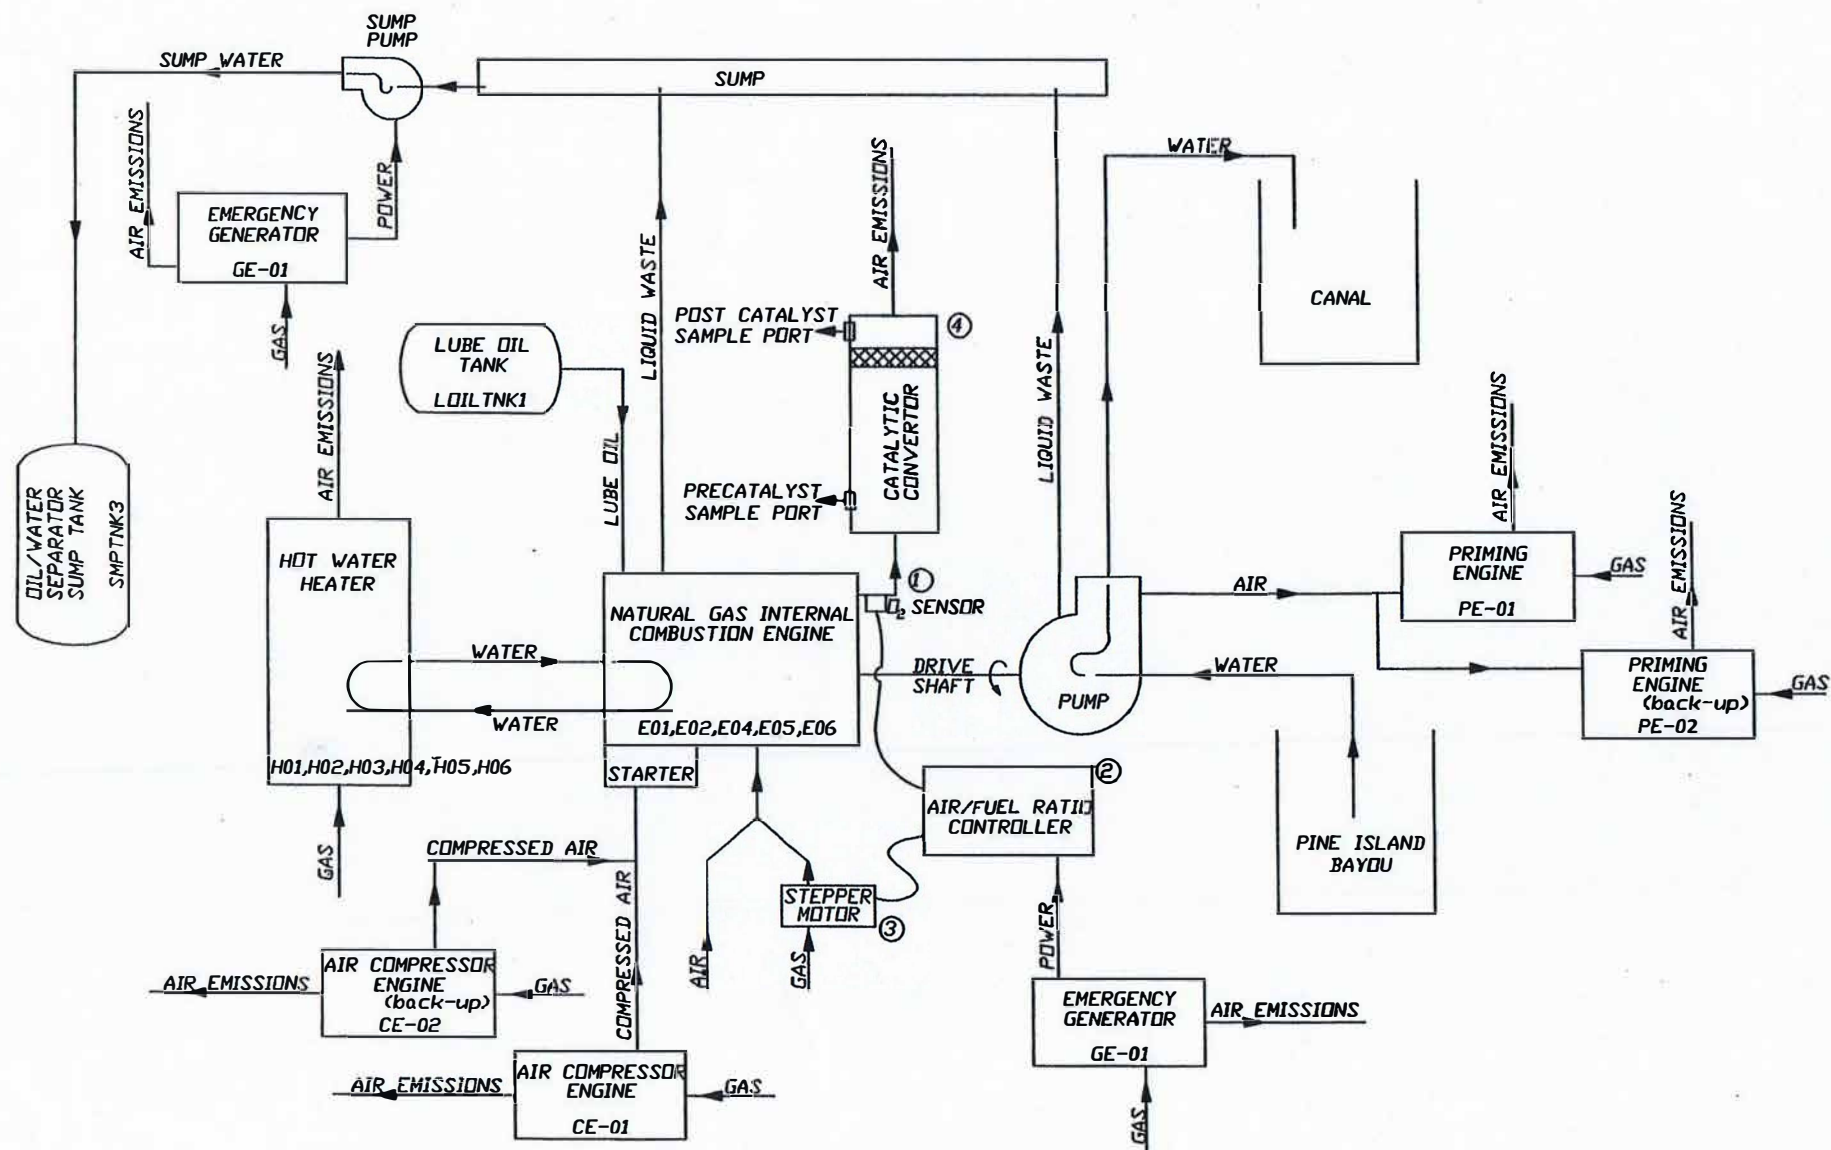 SUMP
PUMP
SUMP WATER
SUMP
AIR EMISSIONS
POWER
EMERGENCY
GENERATOR
GE-01
GAS
WATER
CANAL
LIQUID WASTE
AIR EMISSIONS
LIQUID WASTE
POST CATALYST
SAMPLE PORT
4
CATALYTIC
CONVERTOR
PRECATALYST
SAMPLE PORT
LUBE OIL
TANK
LOILTNK1
LUBE OIL
AIR EMISSIONS
OIL/WATER
SEPARATOR
SUMP TANK
SMPTNK3
HOT WATER
HEATER
H01,H02,H03,H04,H05,H06
GAS
WATER
WATER
NATURAL GAS INTERNAL
COMBUSTION ENGINE
E01,E02,E04,E05,E06
STARTER
1
O2 SENSOR
DRIVE
SHAFT
PUMP
AIR
WATER
AIR EMISSIONS
PRIMING
ENGINE
PE-01
GAS
AIR EMISSIONS
PRIMING
ENGINE
(back-up)
PE-02
GAS
PINE ISLAND
BAYOU
2
AIR/FUEL RATIO
CONTROLLER
STEPPER
MOTOR
3
AIR
GAS
COMPRESSED AIR
COMPRESSED AIR
AIR COMPRESSOR
ENGINE
(back-up)
CE-02
AIR EMISSIONS
GAS
AIR COMPRESSOR
ENGINE
CE-01
AIR EMISSIONS
GAS
POWER
EMERGENCY
GENERATOR
GE-01
AIR EMISSIONS
GAS